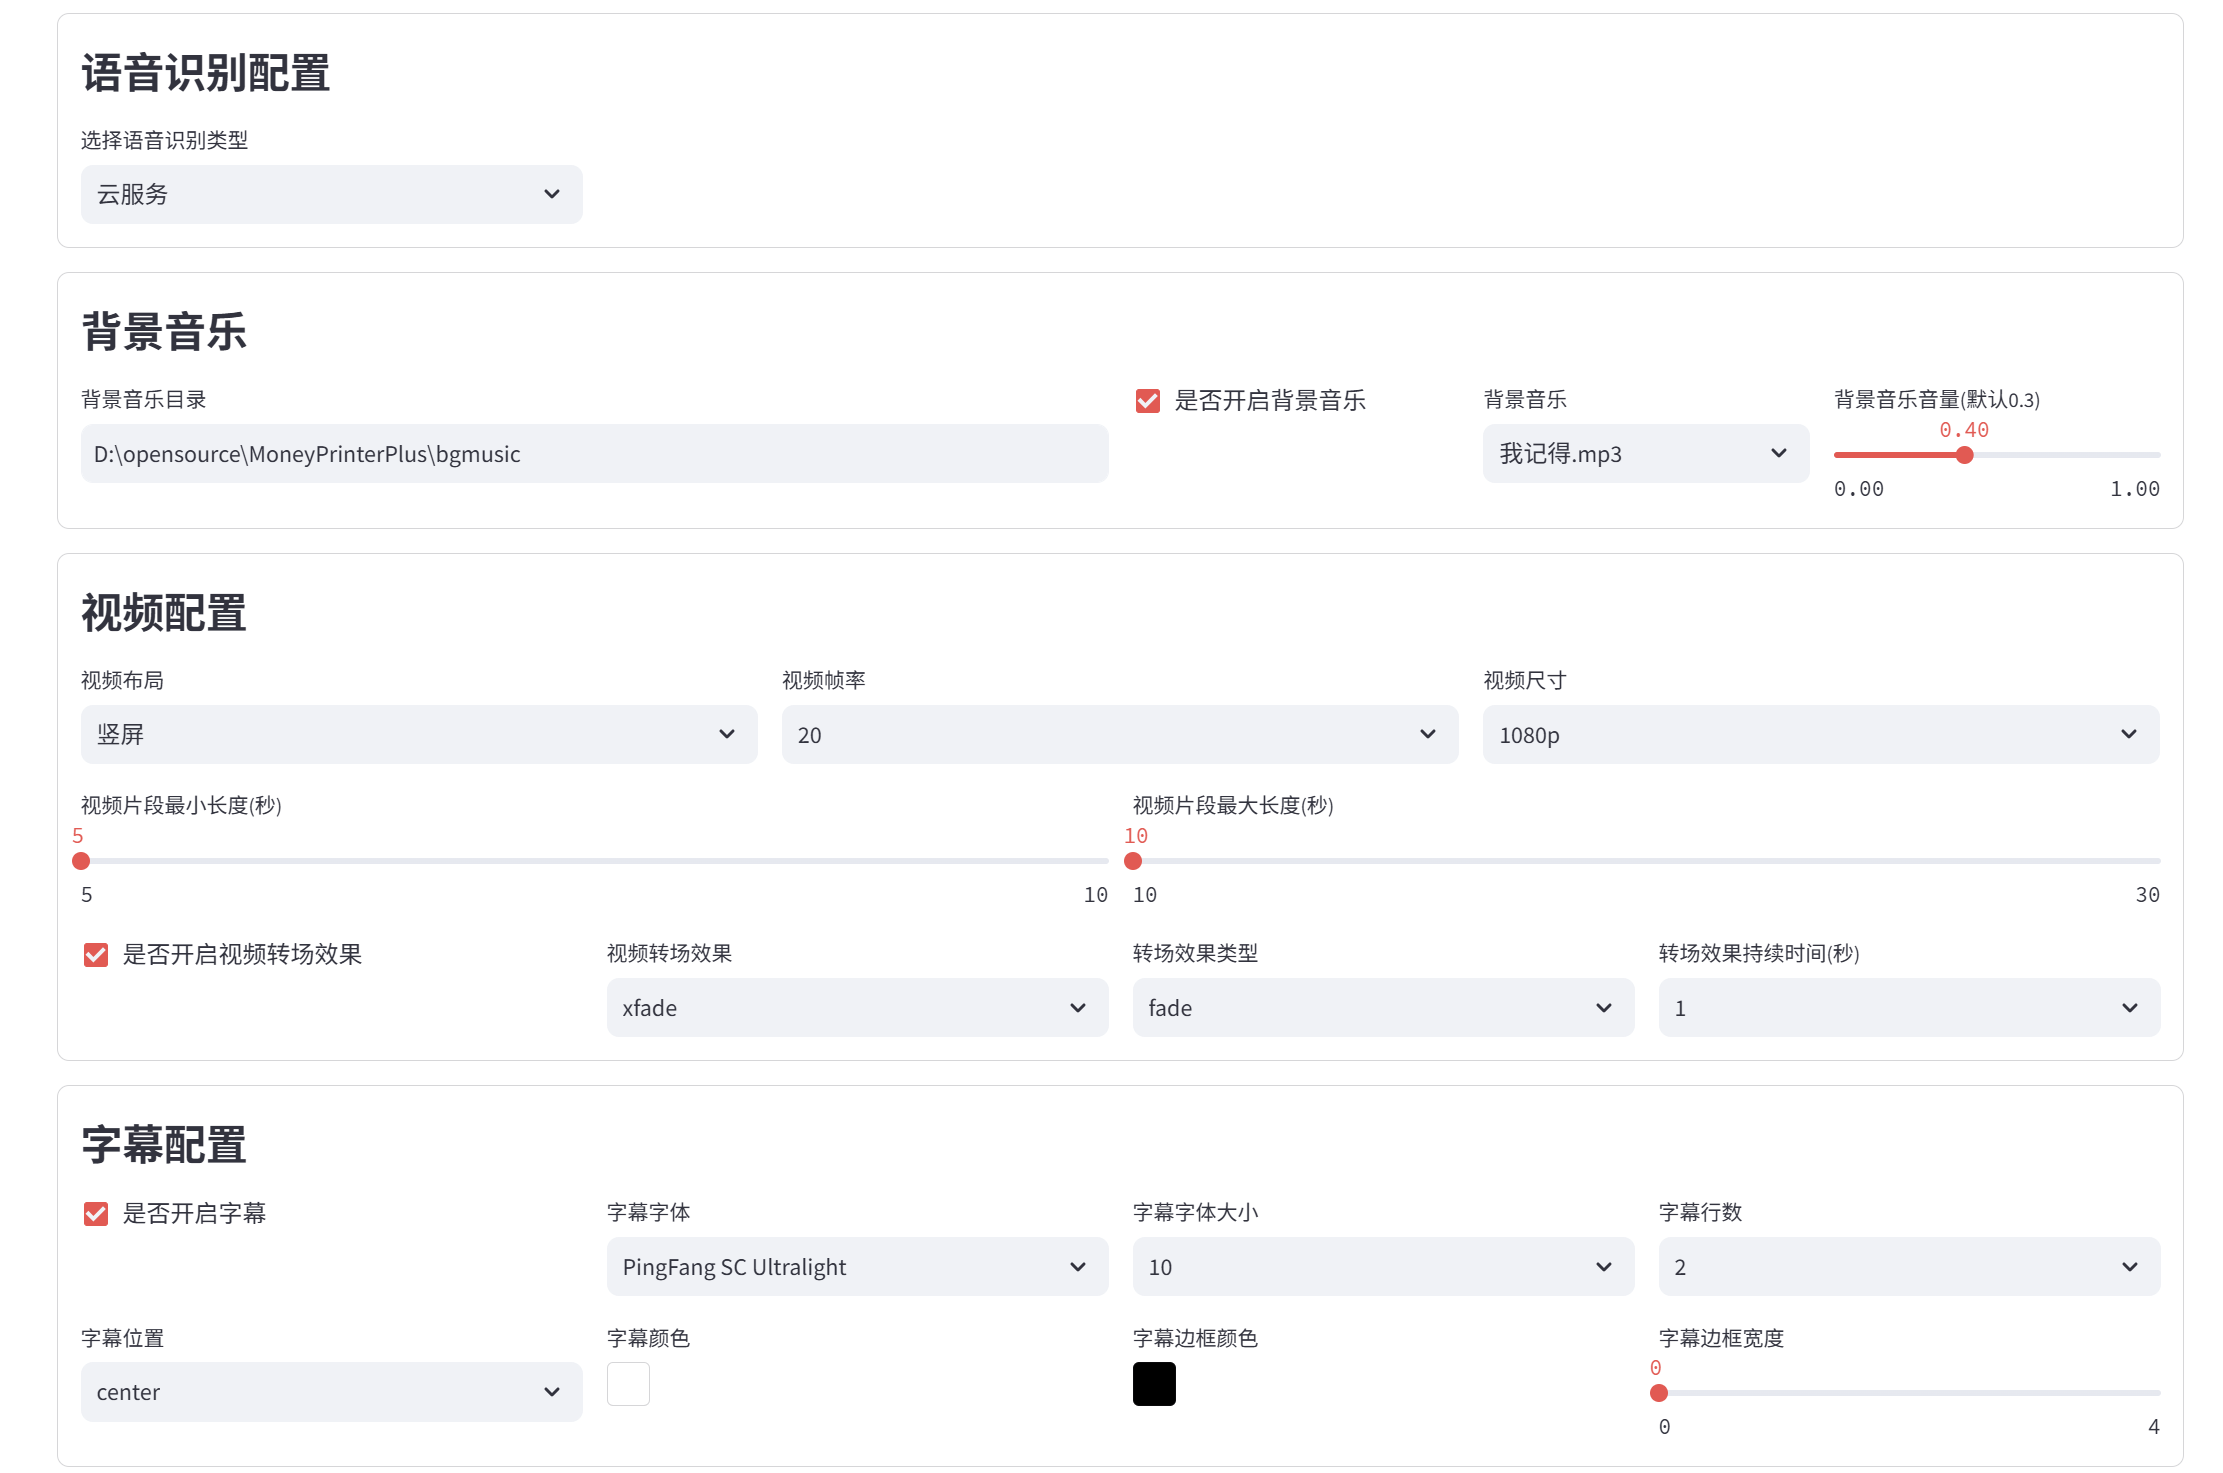 语音识别配置
选择语音识别类型
云服务
背景音乐
背景音乐目录
D:\opensource\MoneyPrinterPlus\bgmusic
是否开启背景音乐
背景音乐
我记得.mp3
背景音乐音量(默认0.3)
0.40
0.00 1.00
视频配置
视频布局
竖屏
视频帧率
20
视频尺寸
1080p
视频片段最小长度(秒)
5
5 10
视频片段最大长度(秒)
10
10 30
是否开启视频转场效果
视频转场效果
xfade
转场效果类型
fade
转场效果持续时间(秒)
1
字幕配置
是否开启字幕
字幕字体
PingFang SC Ultralight
字幕字体大小
10
字幕行数
2
字幕位置
center
字幕颜色
字幕边框颜色
字幕边框宽度
0
0 4